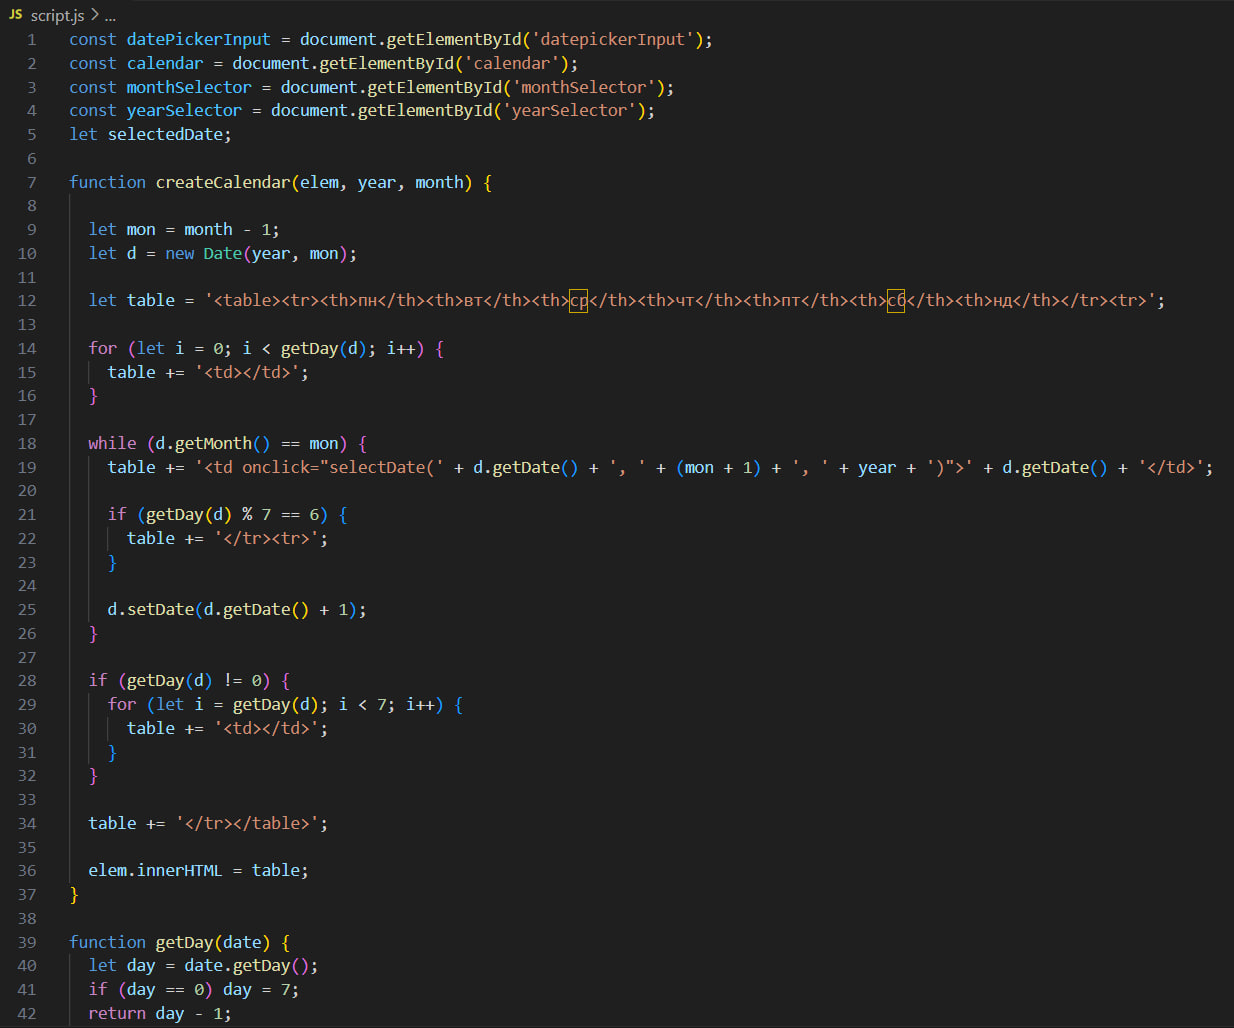 JS script.js > ...
1 const datePickerInput = document.getElementById('datepickerInput');
2 const calendar = document.getElementById('calendar');
3 const monthSelector = document.getElementById('monthSelector');
4 const yearSelector = document.getElementById('yearSelector');
5 let selectedDate;
6
7 function createCalendar(elem, year, month) {
8
9   let mon = month - 1;
10   let d = new Date(year, mon);
11
12   let table = '<table><tr><th>пн</th><th>вт</th><th>ср</th><th>чт</th><th>пт</th><th>сб</th><th>нд</th></tr><tr>';
13
14   for (let i = 0; i < getDay(d); i++) {
15     table += '<td></td>';
16   }
17
18   while (d.getMonth() == mon) {
19     table += '<td onclick="selectDate(' + d.getDate() + ', ' + (mon + 1) + ', ' + year + ')">' + d.getDate() + '</td>';
20
21     if (getDay(d) % 7 == 6) {
22       table += '</tr><tr>';
23     }
24
25     d.setDate(d.getDate() + 1);
26   }
27
28   if (getDay(d) != 0) {
29     for (let i = getDay(d); i < 7; i++) {
30       table += '<td></td>';
31     }
32   }
33
34   table += '</tr></table>';
35
36   elem.innerHTML = table;
37 }
38
39 function getDay(date) {
40   let day = date.getDay();
41   if (day == 0) day = 7;
42   return day - 1;